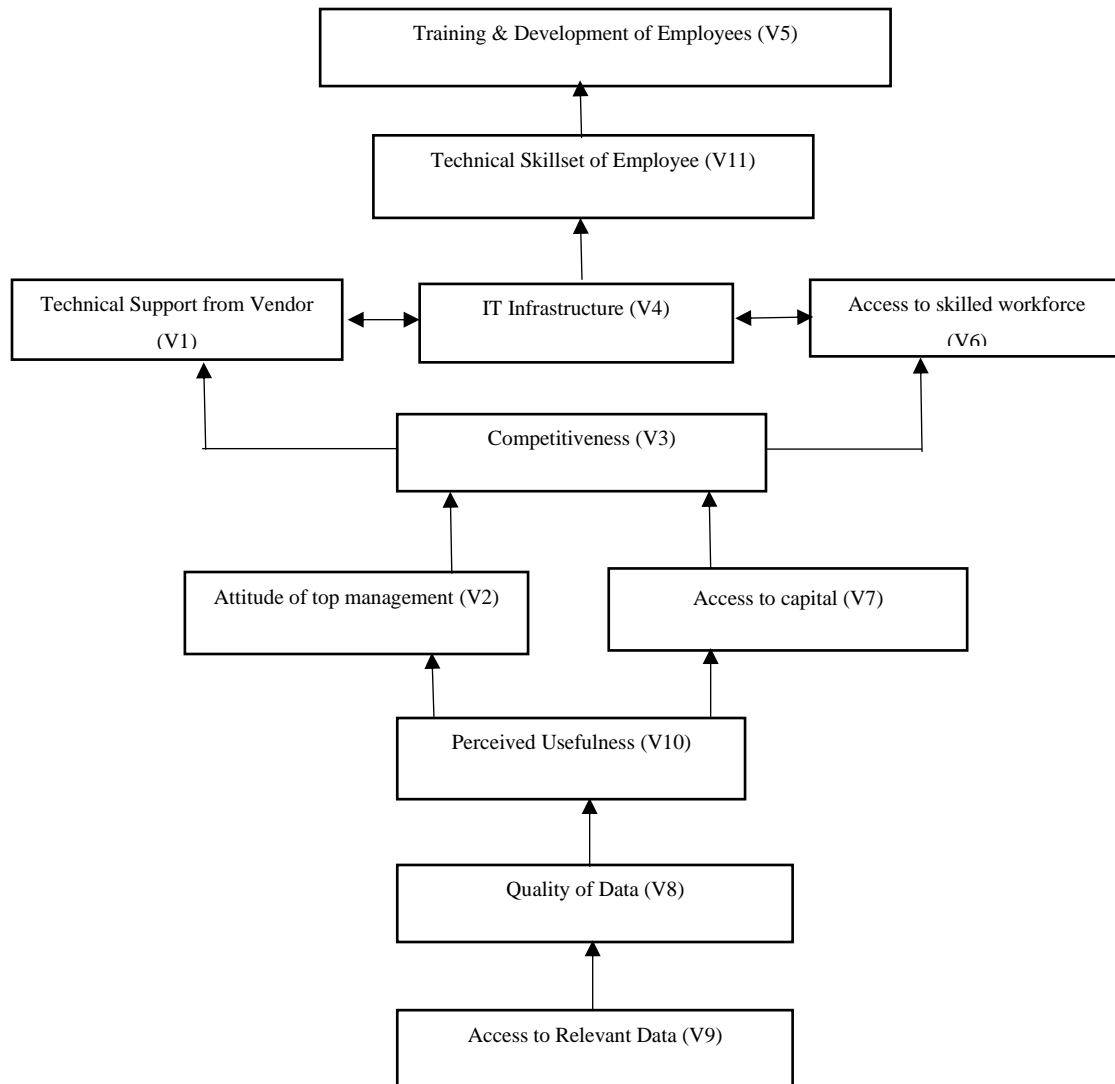 Training & Development of Employees (V5)
Technical Skillset of Employee (V11)
Technical Support from Vendor
(V1)
IT Infrastructure (V4)
Access to skilled workforce
(V6)
Competitiveness (V3)
Attitude of top management (V2)
Access to capital (V7)
Perceived Usefulness (V10)
Quality of Data (V8)
Access to Relevant Data (V9)